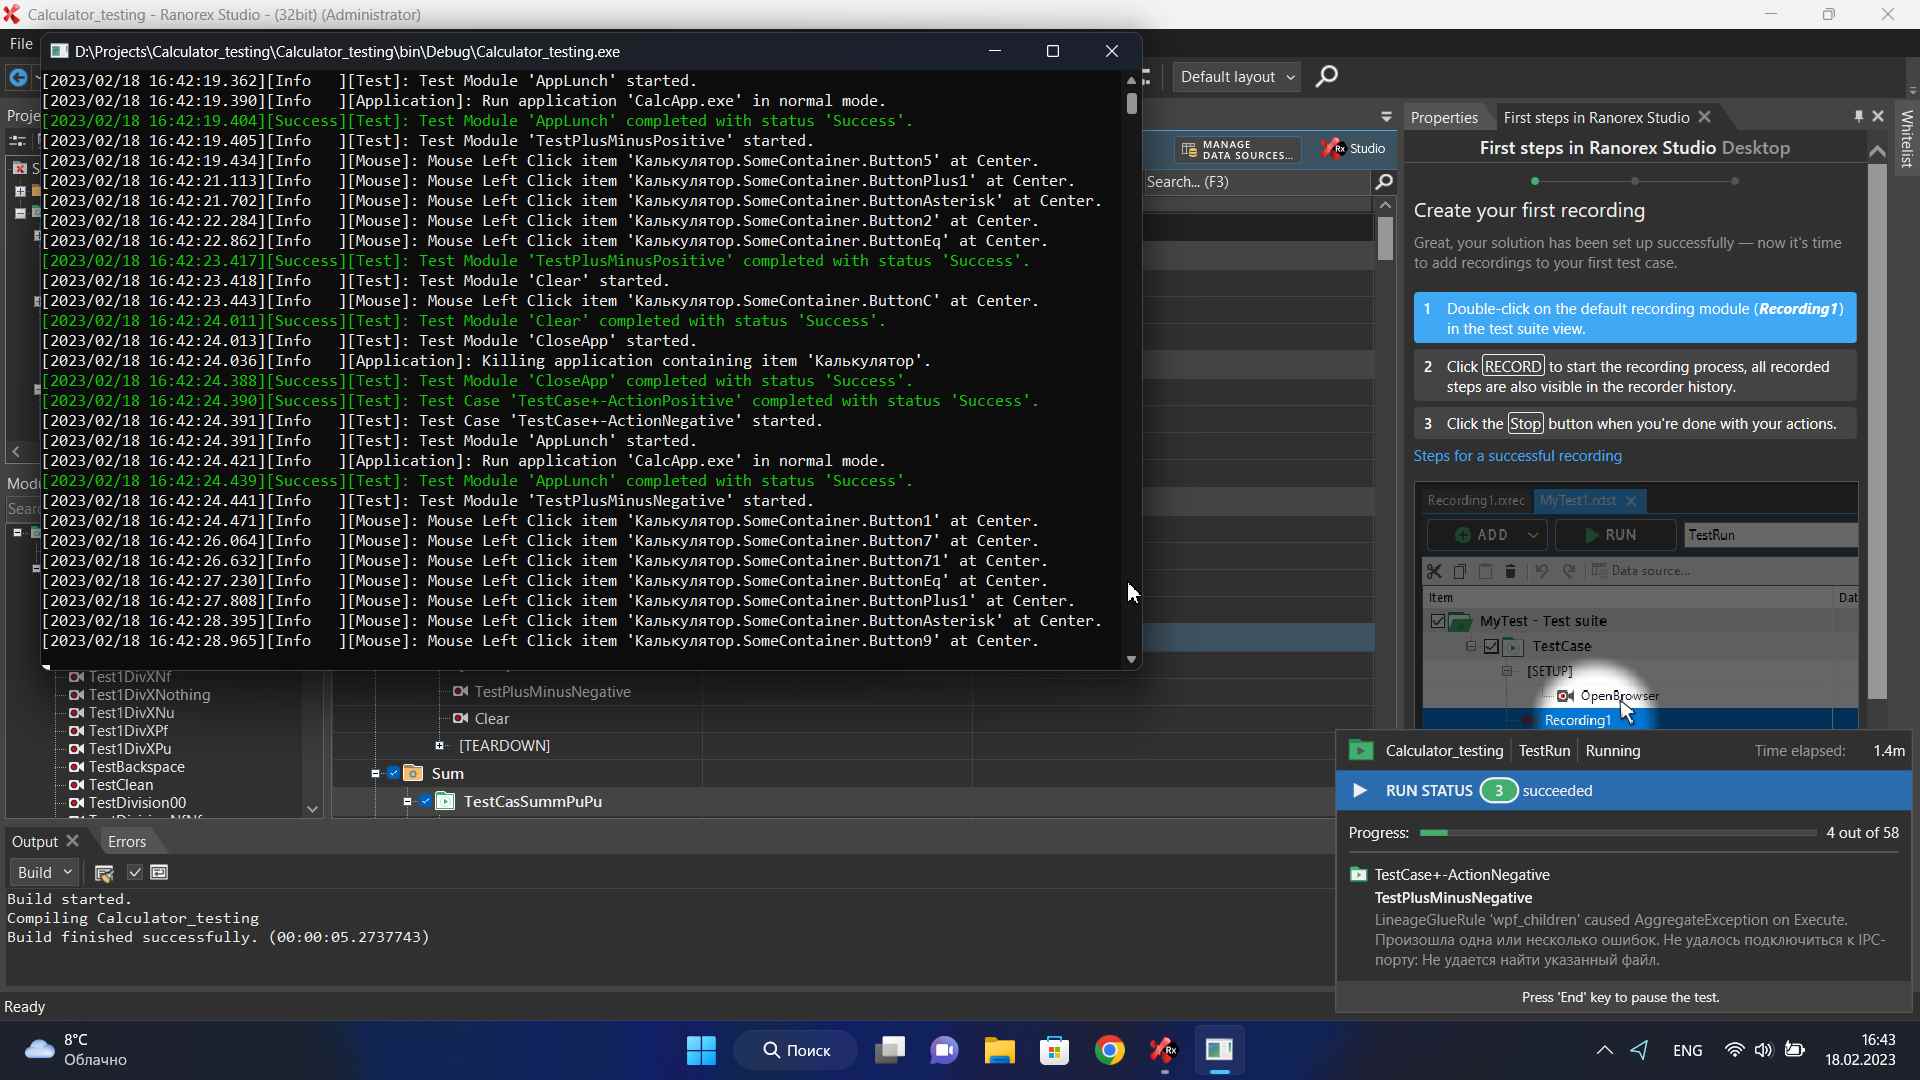 Calculator_testing - Ranorex Studio - (32bit) (Administrator)
File
D:\Projects\Calculator_testing\Calculator_testing\bin\Debug\Calculator_testing.exe
[2023/02/18 16:42:19.362][Info   ][Test]: Test Module 'AppLunch' started.
[2023/02/18 16:42:19.390][Info   ][Application]: Run application 'CalcApp.exe' in normal mode.
[2023/02/18 16:42:19.404][Success][Test]: Test Module 'AppLunch' completed with status 'Success'.
[2023/02/18 16:42:19.405][Info   ][Test]: Test Module 'TestPlusMinusPositive' started.
[2023/02/18 16:42:19.434][Info   ][Mouse]: Mouse Left Click item 'Калькулятор.SomeContainer.Button5' at Center.
[2023/02/18 16:42:21.113][Info   ][Mouse]: Mouse Left Click item 'Калькулятор.SomeContainer.ButtonPlus1' at Center.
[2023/02/18 16:42:21.702][Info   ][Mouse]: Mouse Left Click item 'Калькулятор.SomeContainer.ButtonAsterisk' at Center.
[2023/02/18 16:42:22.284][Info   ][Mouse]: Mouse Left Click item 'Калькулятор.SomeContainer.Button2' at Center.
[2023/02/18 16:42:22.862][Info   ][Mouse]: Mouse Left Click item 'Калькулятор.SomeContainer.ButtonEq' at Center.
[2023/02/18 16:42:23.417][Success][Test]: Test Module 'TestPlusMinusPositive' completed with status 'Success'.
[2023/02/18 16:42:23.418][Info   ][Test]: Test Module 'Clear' started.
[2023/02/18 16:42:23.443][Info   ][Mouse]: Mouse Left Click item 'Калькулятор.SomeContainer.ButtonC' at Center.
[2023/02/18 16:42:24.011][Success][Test]: Test Module 'Clear' completed with status 'Success'.
[2023/02/18 16:42:24.013][Info   ][Test]: Test Module 'CloseApp' started.
[2023/02/18 16:42:24.036][Info   ][Application]: Killing application containing item 'Калькулятор'.
[2023/02/18 16:42:24.388][Success][Test]: Test Module 'CloseApp' completed with status 'Success'.
[2023/02/18 16:42:24.390][Success][Test]: Test Case 'TestCase+-ActionPositive' completed with status 'Success'.
[2023/02/18 16:42:24.391][Info   ][Test]: Test Case 'TestCase+-ActionNegative' started.
[2023/02/18 16:42:24.391][Info   ][Test]: Test Module 'AppLunch' started.
[2023/02/18 16:42:24.421][Info   ][Application]: Run application 'CalcApp.exe' in normal mode.
[2023/02/18 16:42:24.439][Success][Test]: Test Module 'AppLunch' completed with status 'Success'.
[2023/02/18 16:42:24.441][Info   ][Test]: Test Module 'TestPlusMinusNegative' started.
[2023/02/18 16:42:24.471][Info   ][Mouse]: Mouse Left Click item 'Калькулятор.SomeContainer.Button1' at Center.
[2023/02/18 16:42:26.064][Info   ][Mouse]: Mouse Left Click item 'Калькулятор.SomeContainer.Button7' at Center.
[2023/02/18 16:42:26.632][Info   ][Mouse]: Mouse Left Click item 'Калькулятор.SomeContainer.Button71' at Center.
[2023/02/18 16:42:27.230][Info   ][Mouse]: Mouse Left Click item 'Калькулятор.SomeContainer.ButtonEq' at Center.
[2023/02/18 16:42:27.808][Info   ][Mouse]: Mouse Left Click item 'Калькулятор.SomeContainer.ButtonPlus1' at Center.
[2023/02/18 16:42:28.395][Info   ][Mouse]: Mouse Left Click item 'Калькулятор.SomeContainer.ButtonAsterisk' at Center.
[2023/02/18 16:42:28.965][Info   ][Mouse]: Mouse Left Click item 'Калькулятор.SomeContainer.Button9' at Center.
Default layout
MANAGE
DATA SOURCES...
Rx Studio
Search... (F3)
Properties
First steps in Ranorex Studio
Whitelist
First steps in Ranorex Studio Desktop
Create your first recording
Great, your solution has been set up successfully — now it's time
to add recordings to your first test case.
1 Double-click on the default recording module (Recording1)
in the test suite view.
2 Click RECORD to start the recording process, all recorded
steps are also visible in the recorder history.
3 Click the Stop button when you're done with your actions.
Steps for a successful recording
Recording1.rxrec
MyTest1.rxtst
ADD
RUN
TestRun
Data source...
Item
Dat
MyTest - Test suite
TestCase
[SETUP]
OpenBrowser
Recording1
Test1DivXNf
Test1DivXNothing
Test1DivXNu
Test1DivXPf
Test1DivXPu
TestBackspace
TestClean
TestDivision00
TestPlusMinusNegative
Clear
[TEARDOWN]
Sum
TestCasSummPuPu
Calculator_testing TestRun Running
Time elapsed: 1.4m
RUN STATUS 3 succeeded
Progress: 4 out of 58
TestCase+-ActionNegative
TestPlusMinusNegative
LineageGlueRule 'wpf_children' caused AggregateException on Execute.
Произошла одна или несколько ошибок. Не удалось подключиться к IPC-
порту: Не удается найти указанный файл.
Press 'End' key to pause the test.
Output
Errors
Build
Build started.
Compiling Calculator_testing
Build finished successfully. (00:00:05.2737743)
Ready
8°C
Облачно
Поиск
Rx
ENG
16:43
18.02.2023